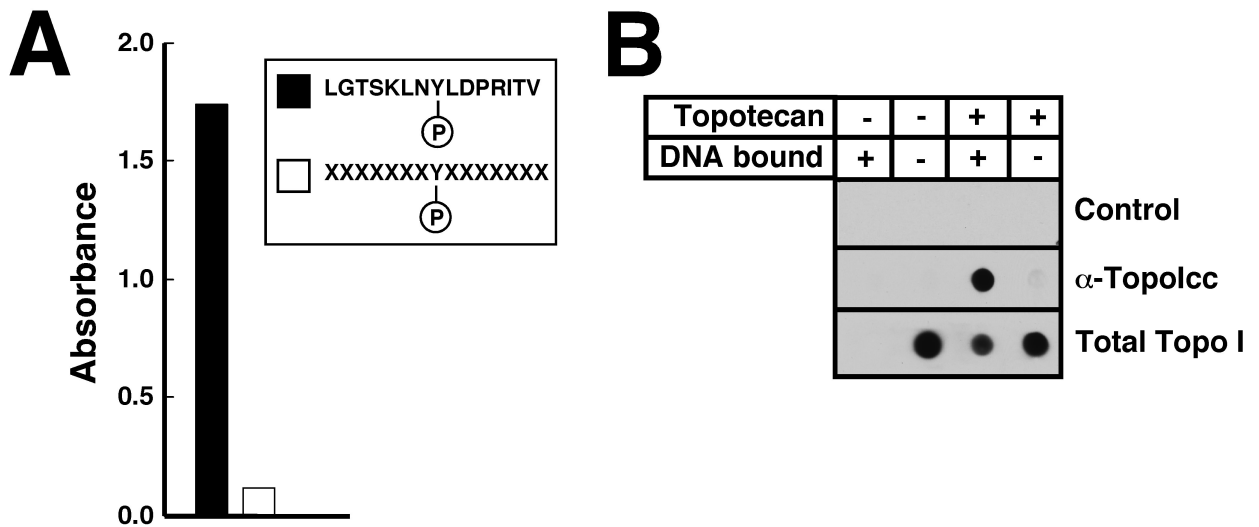 A
2.0
1.5
1.0
0.5
0.0
Absorbance
LGTSKLNYLDPRITV
P
XXXXXXXYXXXXXXX
P
B
Topotecan - - + +
DNA bound + - + -
Control
α-TopoIcc
Total Topo I